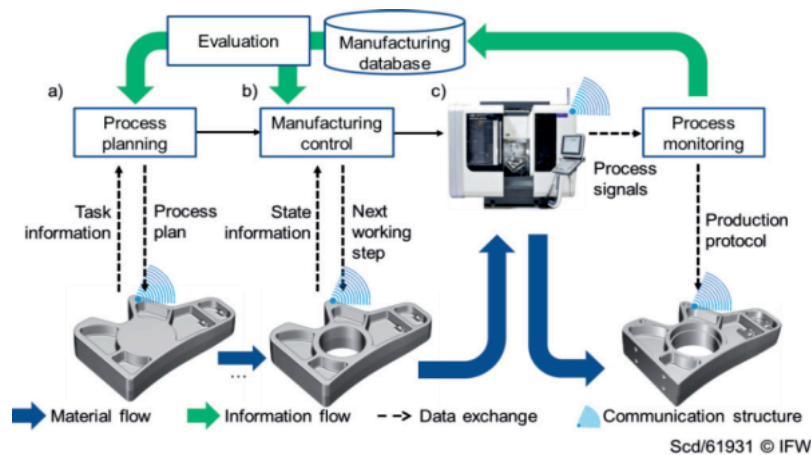 Evaluation
Manufacturing
database
a)
b)
c)
Process
planning
Manufacturing
control
Process
monitoring
Process
signals
Task
information
Process
plan
State
information
Next
working
step
Production
protocol
...
Material flow
Information flow
Data exchange
Communication structure
Scd/61931 © IFW